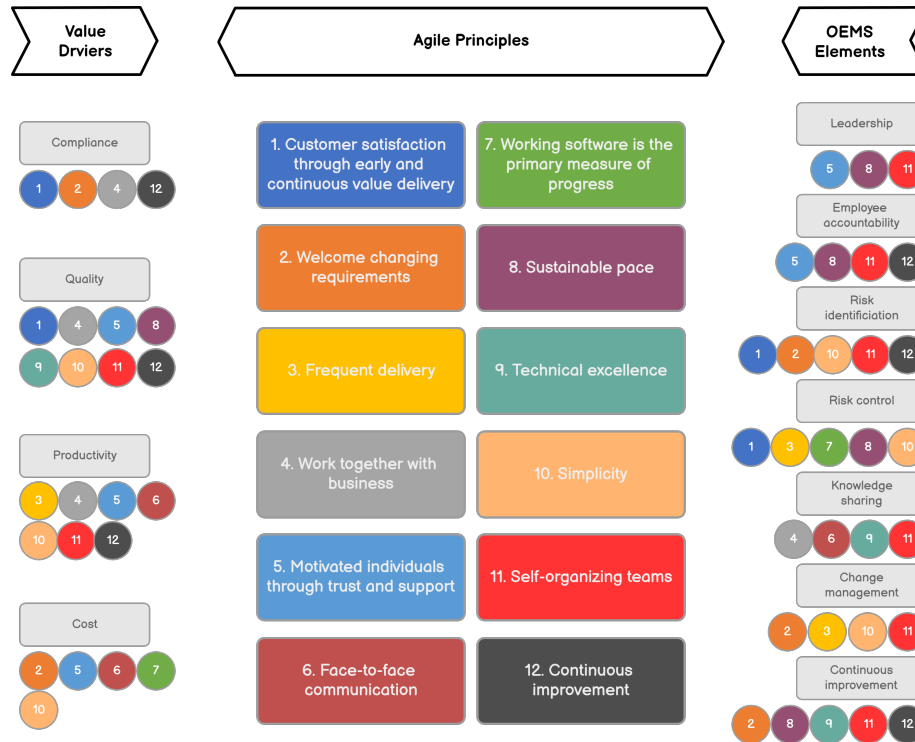 Value
Drviers
Agile Principles
OEMS
Elements
Compliance
1 2 4 12
Quality
1 4 5 8
9 10 11 12
Productivity
3 4 5 6
10 11 12
Cost
2 5 6 7
10
1. Customer satisfaction
through early and
continuous value delivery
2. Welcome changing
requirements
3. Frequent delivery
4. Work together with
business
5. Motivated individuals
through trust and support
6. Face-to-face
communication
7. Working software is the
primary measure of
progress
8. Sustainable pace
9. Technical excellence
10. Simplicity
11. Self-organizing teams
12. Continuous
improvement
Leadership
5 8 11
Employee
accountability
5 8 11 12
Risk
identificiation
1 2 10 11 12
Risk control
1 3 7 8 10
Knowledge
sharing
4 6 9 11
Change
management
2 3 10 11
Continuous
improvement
2 8 9 11 12